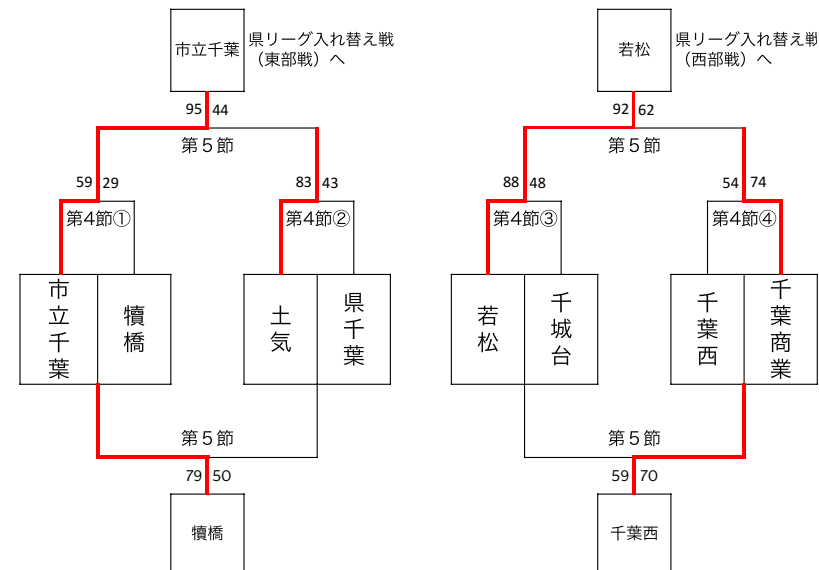 市立千葉
県リーグ入れ替え戦
（東部戦）へ
95 44
第５節
59 29
第4節①
83 43
第4節②
市立千葉
犢橋
土気
県千葉
第５節
79 50
犢橋
若松
県リーグ入れ替え戦
（西部戦）へ
92 62
第５節
88 48
第4節③
54 74
第4節④
若松
千城台
千葉西
千葉商業
第５節
59 70
千葉西